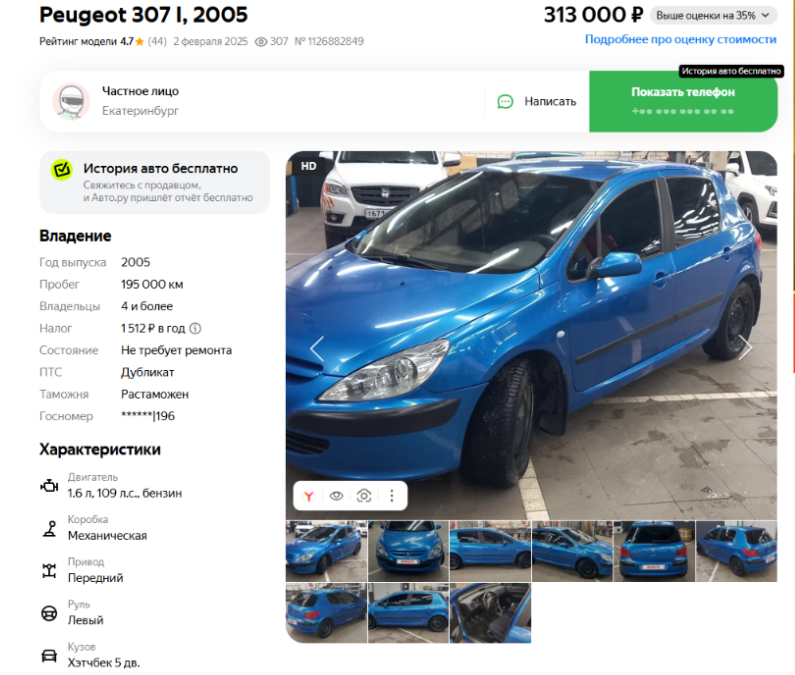 Peugeot 307 I, 2005
313 000 ₽ Выше оценки на 35%
Рейтинг модели 4.7 (44) 2 февраля 2025 307 № 1126882849
Подробнее про оценку стоимости
История авто бесплатно
Частное лицо
Екатеринбург
Написать
Показать телефон
История авто бесплатно
Свяжитесь с продавцом,
и Авто.ру пришлёт отчёт бесплатно
HD
Владение
Год выпуска 2005
Пробег 195 000 км
Владельцы 4 и более
Налог 1 512 ₽ в год
Состояние Не требует ремонта
ПТС Дубликат
Таможня Растаможен
Госномер ******|196
Характеристики
Двигатель
1.6 л, 109 л.с., бензин
Коробка
Механическая
Привод
Передний
Руль
Левый
Кузов
Хэтчбек 5 дв.